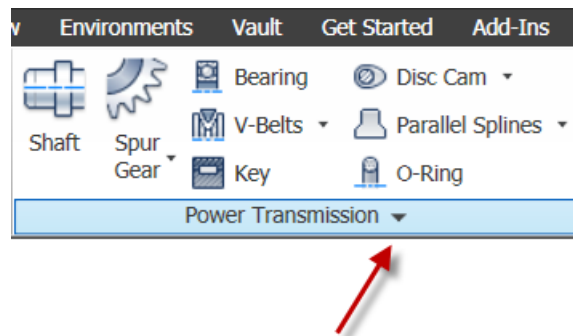 Environments Vault Get Started Add-Ins
Bearing Disc Cam
V-Belts Parallel Splines
Shaft
Spur
Gear
Key O-Ring
Power Transmission